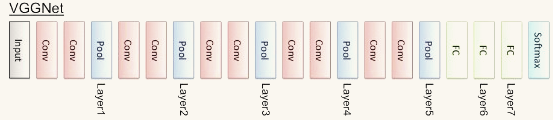 VGGNet
Input
Conv
Conv
Pool
Conv
Conv
Pool
Conv
Conv
Pool
Conv
Conv
Pool
Conv
Conv
Pool
FC
FC
FC
Softmax
Layer1
Layer2
Layer3
Layer4
Layer5
Layer6
Layer7